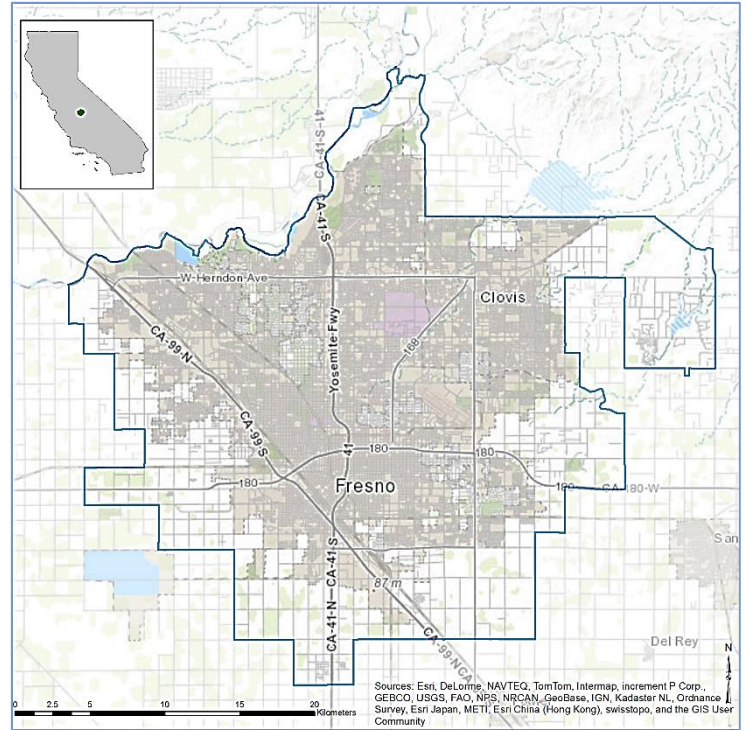 CA-41-S — CA-41-S
W Herndon Ave
Clovis
CA-99-N
Yosemite Fwy
168
CA-99-S
41
180
180
180
180
CA-180-W
Fresno
San
87 m
CA-41-N — CA-41-S
CA-99-N
Del Rey
N
Sources: Esri, DeLorme, NAVTEQ, TomTom, Intermap, increment P Corp.,
GEBCO, USGS, FAO, NPS, NRCAN, GeoBase, IGN, Kadaster NL, Ordnance
Survey, Esri Japan, METI, Esri China (Hong Kong), swisstopo, and the GIS User
Community
0 2.5 5 10 15 20
Kilometers